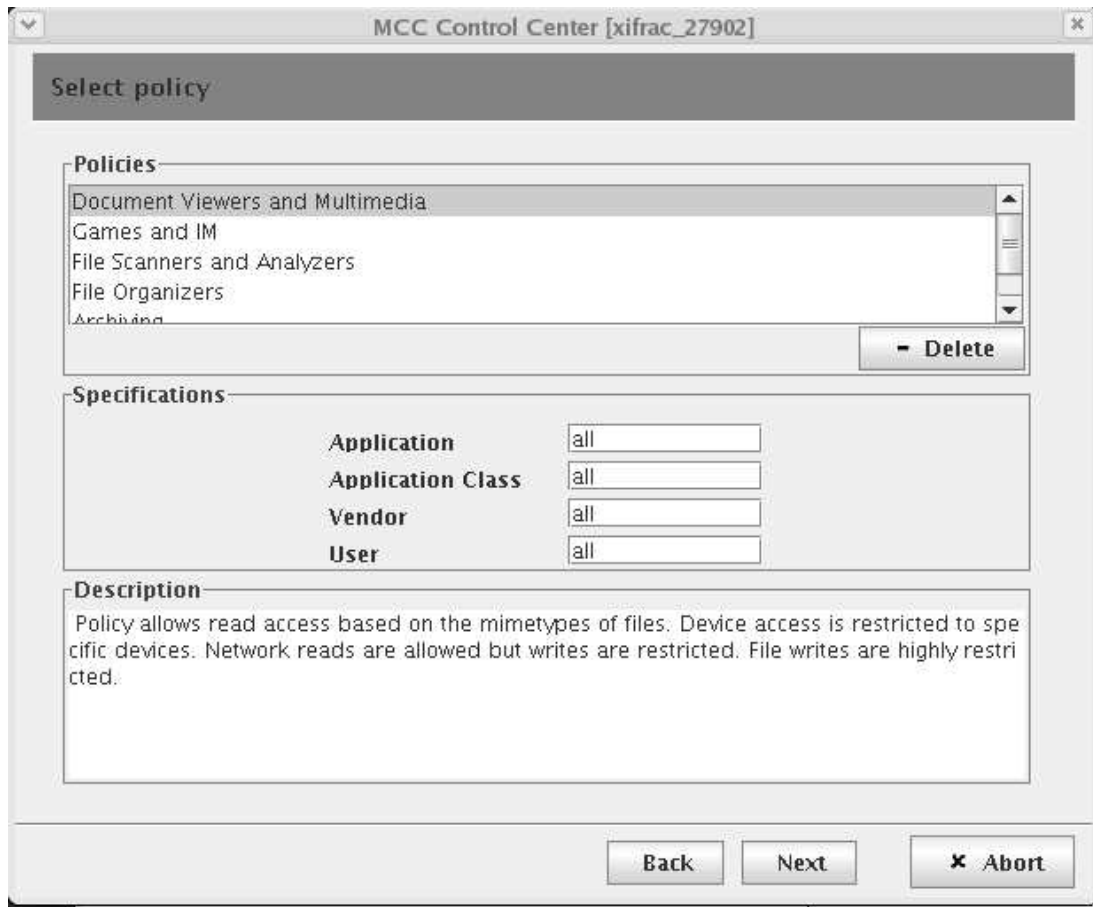 MCC Control Center [xifrac_27902]
Select policy
Policies
Document Viewers and Multimedia
Games and IM
File Scanners and Analyzers
File Organizers
Archiving
- Delete
Specifications
Application all
Application Class all
Vendor all
User all
Description
Policy allows read access based on the mimetypes of files. Device access is restricted to spe
cific devices. Network reads are allowed but writes are restricted. File writes are highly restri
cted.
Back Next × Abort